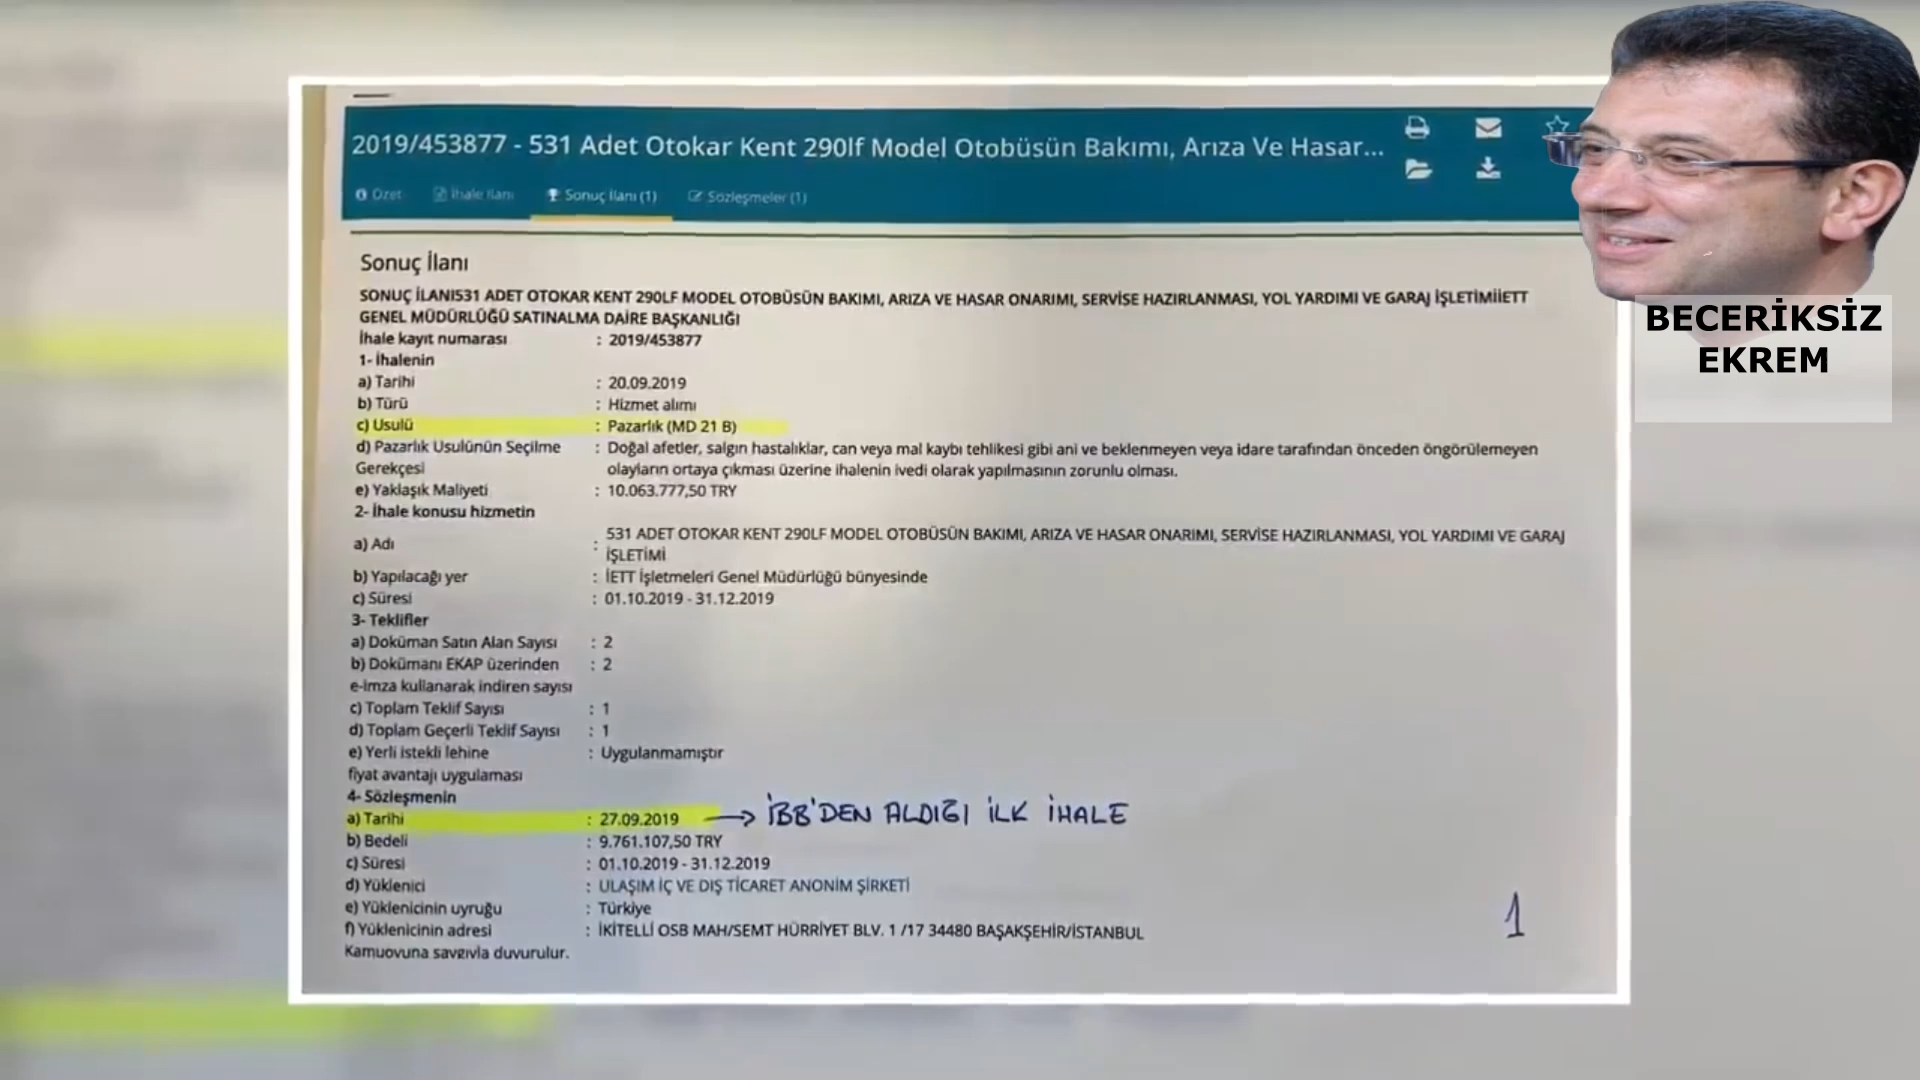 2019/453877 - 531 Adet Otokar Kent 290lf Model Otobüsün Bakımı, Arıza Ve Hasar...
Özet İhale İlanı Sonuç İlanı (1) Sözleşmeler (1)
Sonuç İlanı
SONUÇ İLANI531 ADET OTOKAR KENT 290LF MODEL OTOBÜSÜN BAKIMI, ARIZA VE HASAR ONARIMI, SERVİSE HAZIRLANMASI, YOL YARDIMI VE GARAJ İŞLETİMİİETT
GENEL MÜDÜRLÜĞÜ SATINALMA DAİRE BAŞKANLIĞI
İhale kayıt numarası : 2019/453877
1- İhalenin
a) Tarihi : 20.09.2019
b) Türü : Hizmet alımı
c) Usulü : Pazarlık (MD 21 B)
d) Pazarlık Usulünün Seçilme : Doğal afetler, salgın hastalıklar, can veya mal kaybı tehlikesi gibi ani ve beklenmeyen veya idare tarafından önceden öngörülemeyen
Gerekçesi olayların ortaya çıkması üzerine ihalenin ivedi olarak yapılmasının zorunlu olması.
e) Yaklaşık Maliyeti : 10.063.777,50 TRY
2- İhale konusu hizmetin
a) Adı : 531 ADET OTOKAR KENT 290LF MODEL OTOBÜSÜN BAKIMI, ARIZA VE HASAR ONARIMI, SERVİSE HAZIRLANMASI, YOL YARDIMI VE GARAJ
İŞLETİMİ
b) Yapılacağı yer : İETT İşletmeleri Genel Müdürlüğü bünyesinde
c) Süresi : 01.10.2019 - 31.12.2019
3- Teklifler
a) Doküman Satın Alan Sayısı : 2
b) Dokümanı EKAP üzerinden : 2
e-imza kullanarak indiren sayısı
c) Toplam Teklif Sayısı : 1
d) Toplam Geçerli Teklif Sayısı : 1
e) Yerli istekli lehine : Uygulanmamıştır
fiyat avantajı uygulaması
4- Sözleşmenin
a) Tarihi : 27.09.2019 → İBB'DEN ALDIĞI İLK İHALE
b) Bedeli : 9.761.107,50 TRY
c) Süresi : 01.10.2019 - 31.12.2019
d) Yüklenici : ULAŞIM İÇ VE DIŞ TİCARET ANONİM ŞİRKETİ
e) Yüklenicinin uyruğu : Türkiye
f) Yüklenicinin adresi : İKİTELLİ OSB MAH/SEMT HÜRRİYET BLV. 1 /17 34480 BAŞAKŞEHİR/İSTANBUL
Kamuoyuna saygıyla duyurulur.
1
BECERİKSİZ
EKREM